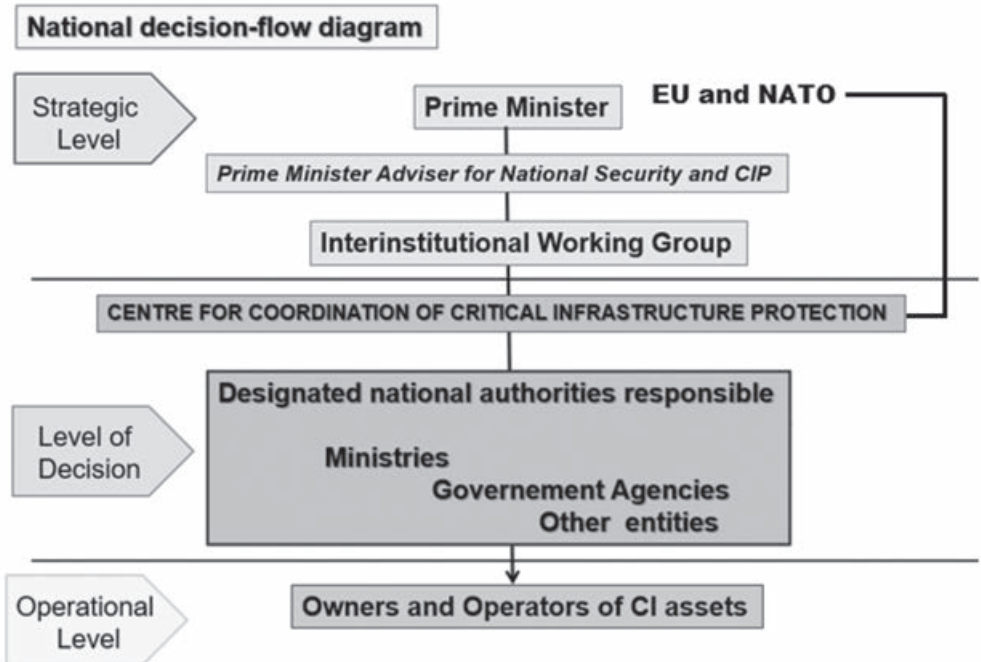 National decision-flow diagram
Strategic
Level
Prime Minister
EU and NATO
Prime Minister Adviser for National Security and CIP
Interinstitutional Working Group
CENTRE FOR COORDINATION OF CRITICAL INFRASTRUCTURE PROTECTION
Level of
Decision
Designated national authorities responsible
Ministries
Governement Agencies
Other entities
Operational
Level
Owners and Operators of CI assets